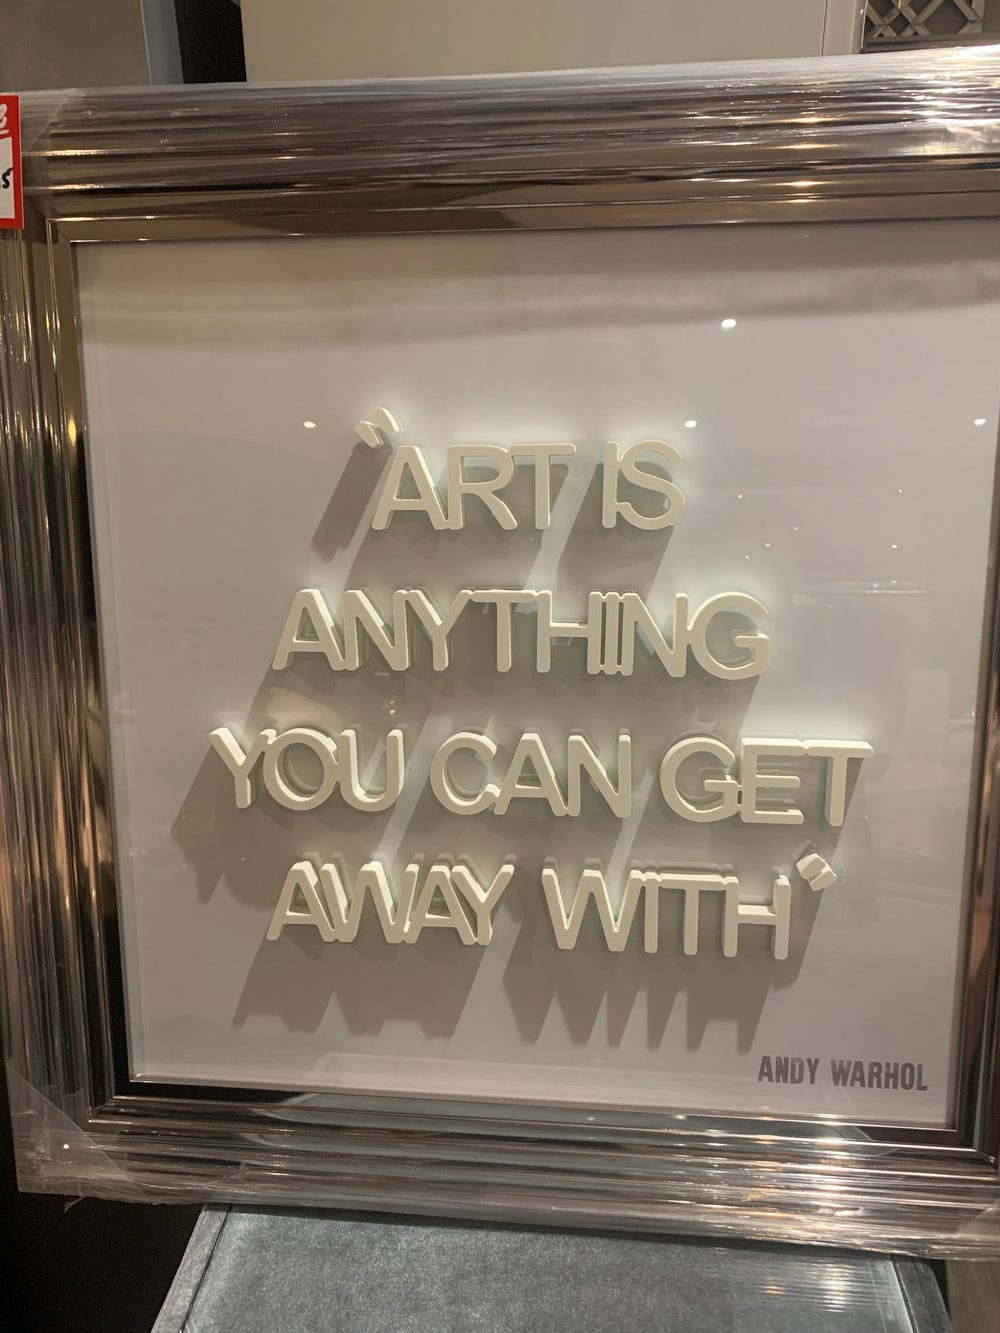 “ART IS
ANYTHING
YOU CAN GET
AWAY WITH”
ANDY WARHOL